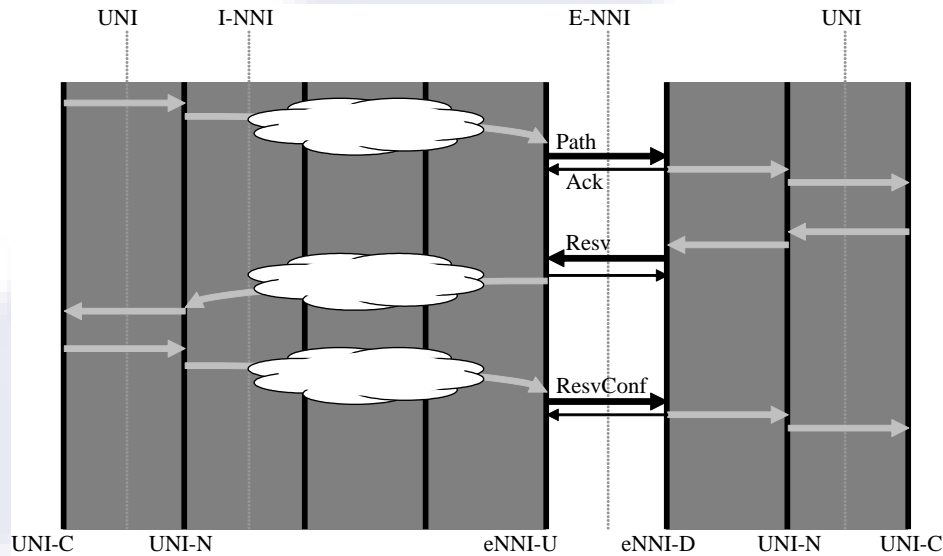 UNI I-NNI E-NNI UNI
Path
Ack
Resv
ResvConf
UNI-C UNI-N eNNI-U eNNI-D UNI-N UNI-C